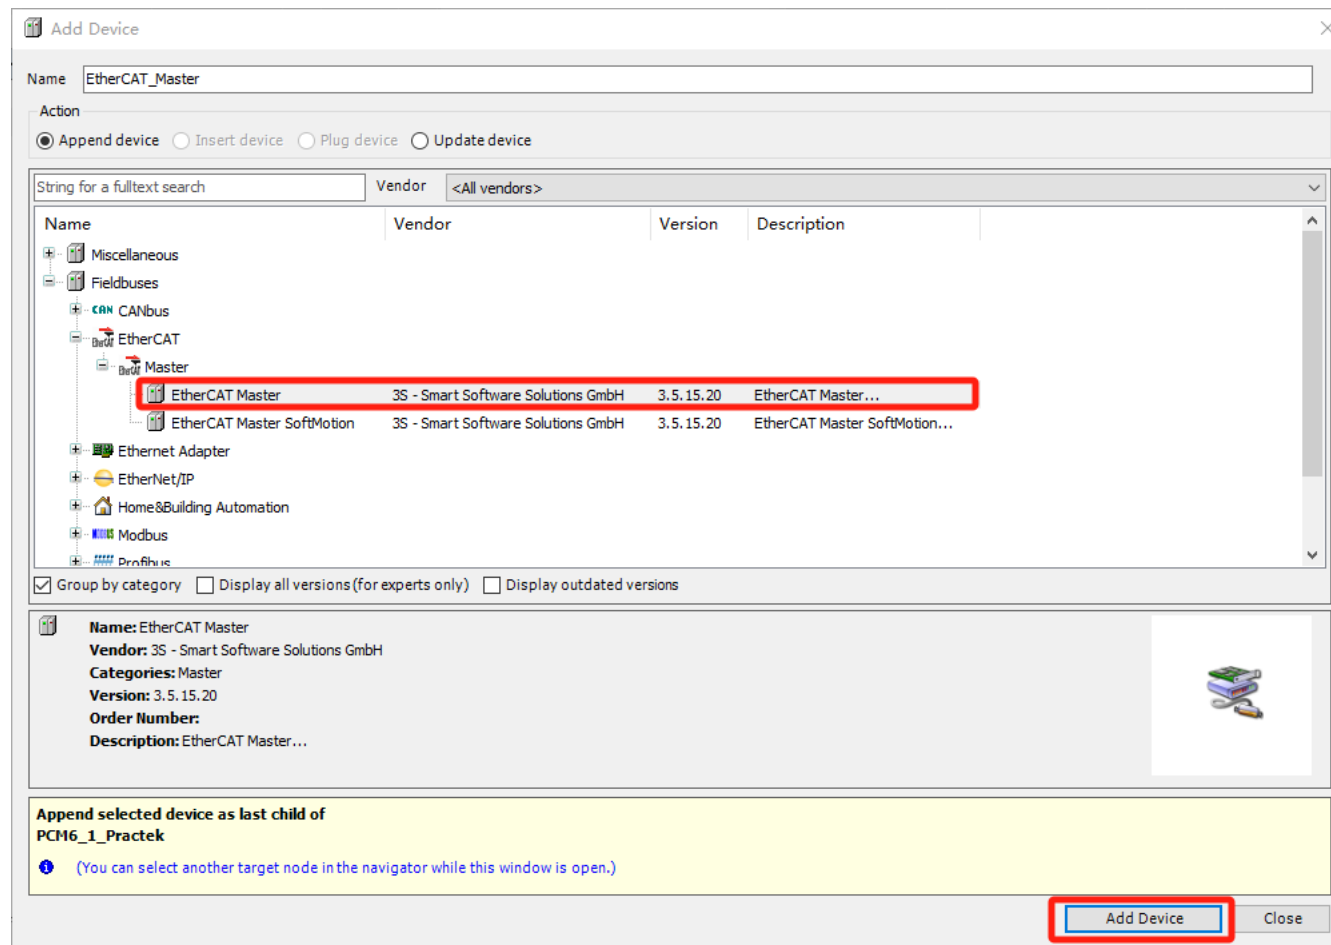 Add Device
Name EtherCAT_Master
Action
Append device Insert device Plug device Update device
String for a fulltext search Vendor <All vendors>
Name Vendor Version Description
Miscellaneous
Fieldbuses
CAN CANbus
EtherCAT EtherCAT
EtherCAT Master
EtherCAT Master 3S - Smart Software Solutions GmbH 3.5.15.20 EtherCAT Master...
EtherCAT Master SoftMotion 3S - Smart Software Solutions GmbH 3.5.15.20 EtherCAT Master SoftMotion...
Ethernet Adapter
EtherNet/IP
Home&Building Automation
MODBUS Modbus
Profibus
Group by category Display all versions (for experts only) Display outdated versions
Name: EtherCAT Master
Vendor: 3S - Smart Software Solutions GmbH
Categories: Master
Version: 3.5.15.20
Order Number:
Description: EtherCAT Master...
Append selected device as last child of
PCM6_1_Practek
(You can select another target node in the navigator while this window is open.)
Add Device Close